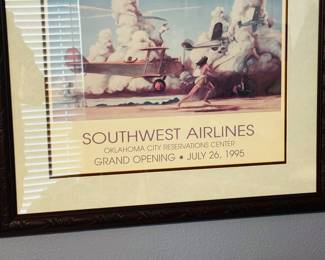 SOUTHWEST AIRLINES
OKLAHOMA CITY RESERVATIONS CENTER
GRAND OPENING • JULY 26, 1995